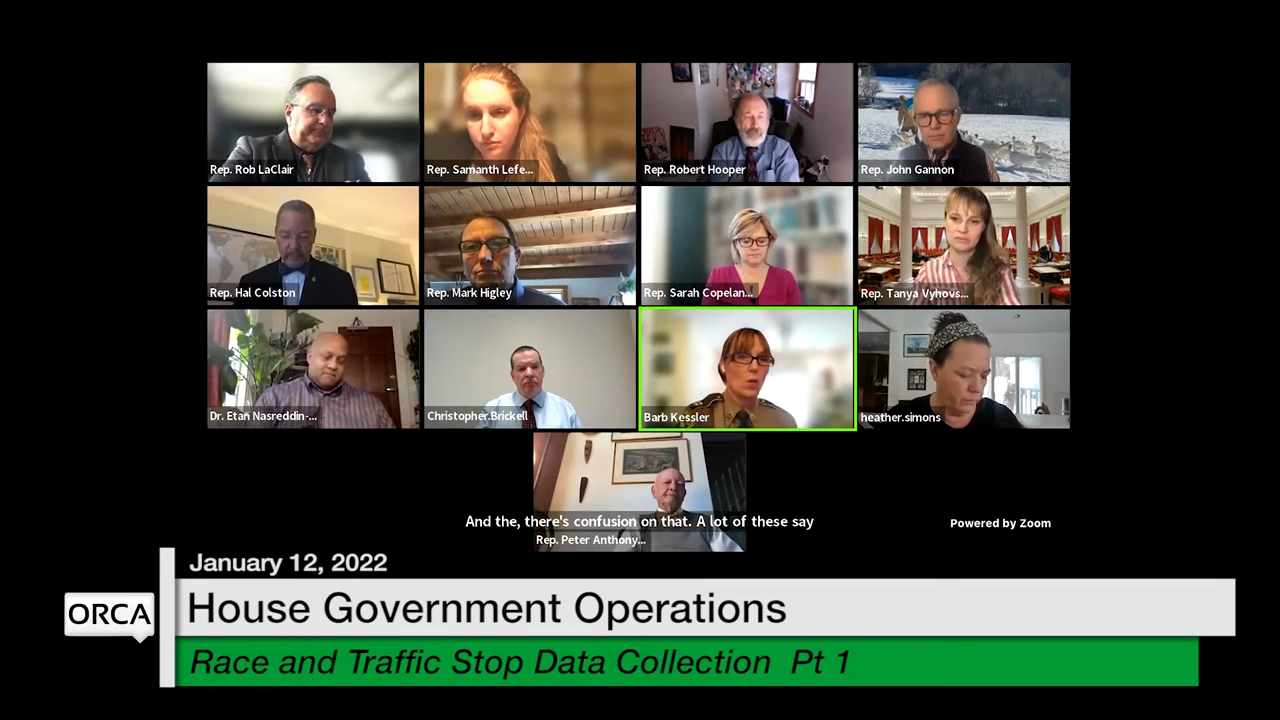 Rep. Rob LaClair
Rep. Samanth Lefe...
Rep. Robert Hooper
Rep. John Gannon
Rep. Hal Colston
Rep. Mark Higley
Rep. Sarah Copelan...
Rep. Tanya Vyhovs...
Dr. Etan Nasreddin-...
Christopher.Brickell
Barb Kessler
heather.simons
And the, there's confusion on that. A lot of these say
Powered by Zoom
Rep. Peter Anthony...
January 12, 2022
ORCA
House Government Operations
Race and Traffic Stop Data Collection Pt 1